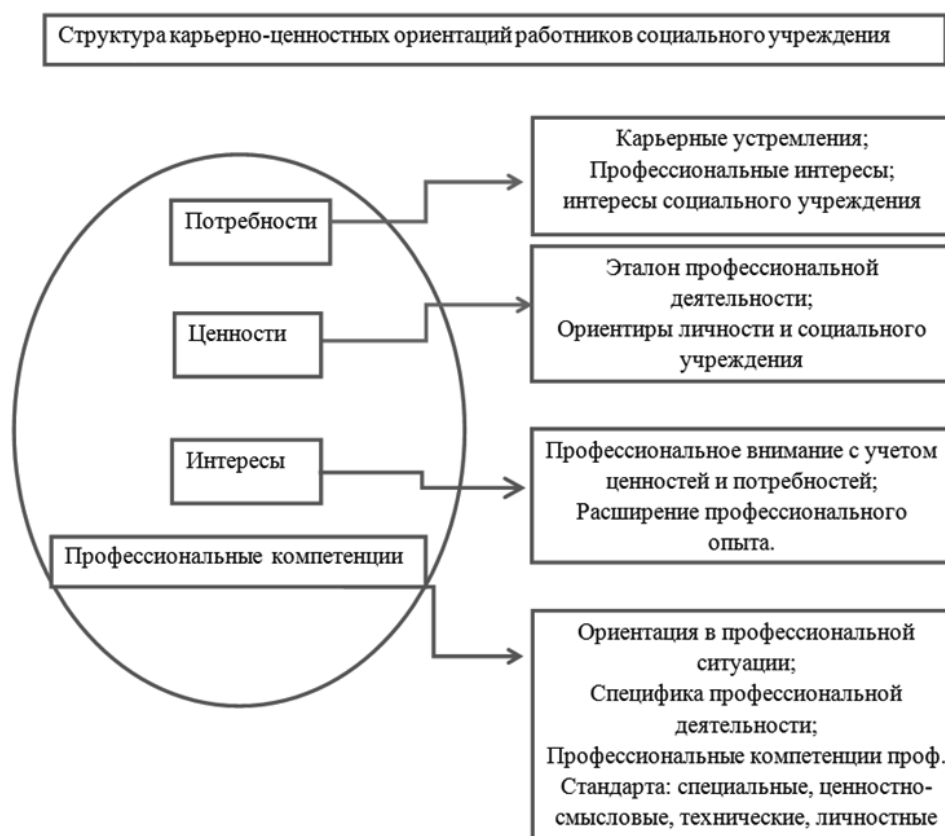 Структура карьерно-ценностных ориентаций работников социального учреждения
Потребности
Карьерные устремления;
Профессиональные интересы;
интересы социального учреждения
Ценности
Эталон профессиональной
деятельности;
Ориентиры личности и социального
учреждения
Интересы
Профессиональное внимание с учетом
ценностей и потребностей;
Расширение профессионального
опыта.
Профессиональные компетенции
Ориентация в профессиональной
ситуации;
Специфика профессиональной
деятельности;
Профессиональные компетенции проф.
Стандарта: специальные, ценностно-
смысловые, технические, личностные